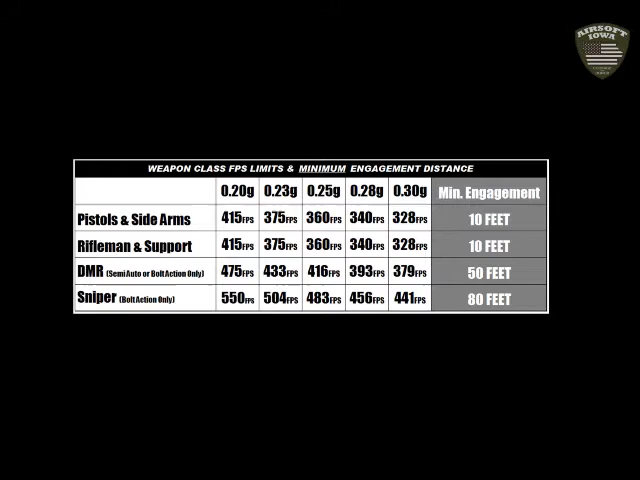 AIRSOFT
IOWA
WEAPON CLASS FPS LIMITS & MINIMUM ENGAGEMENT DISTANCE
0.20g 0.23g 0.25g 0.28g 0.30g Min. Engagement
Pistols & Side Arms 415FPS 375FPS 360FPS 340FPS 328FPS 10 FEET
Rifleman & Support 415FPS 375FPS 360FPS 340FPS 328FPS 10 FEET
DMR (Semi Auto or Bolt Action Only) 475FPS 433FPS 416FPS 393FPS 379FPS 50 FEET
Sniper (Bolt Action Only) 550FPS 504FPS 483FPS 456FPS 441FPS 80 FEET